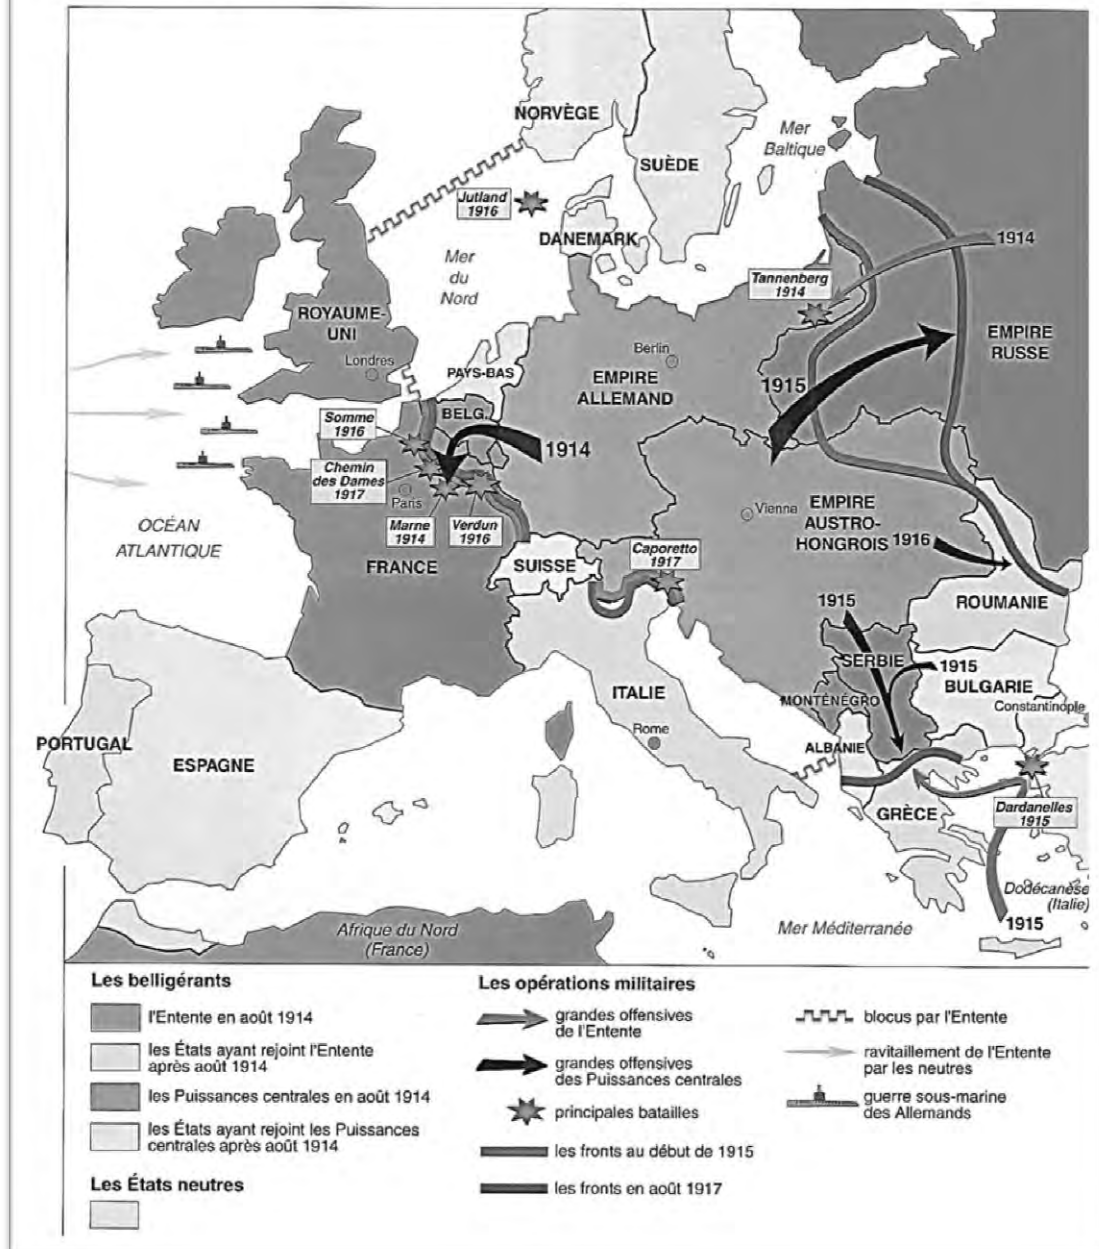 NORVÈGE
Mer
Baltique
SUÈDE
Jutland
1916
DANEMARK
1914
Mer
du
Nord
Tannenberg
1914
ROYAUME-
UNI
Londres
EMPIRE
RUSSE
Berlin
PAYS-BAS
EMPIRE
ALLEMAND
1915
BELG.
Somme
1916
1914
Chemin
des Dames
1917
Paris
Marne
1914
Verdun
1916
OCÉAN
ATLANTIQUE
Vienne
EMPIRE
AUSTRO-
HONGROIS
1916
Caporetto
1917
FRANCE
SUISSE
ROUMANIE
1915
SERBIE
1915
BULGARIE
ITALIE
MONTÉNÉGRO
Constantinople
Rome
ALBANIE
PORTUGAL
ESPAGNE
GRÈCE
Dardanelles
1915
Dodécanèse
(Italie)
1915
Afrique du Nord
(France)
Mer Méditerranée
Les belligérants
l'Entente en août 1914
les États ayant rejoint l'Entente
après août 1914
les Puissances centrales en août 1914
les États ayant rejoint les Puissances
centrales après août 1914
Les États neutres
Les opérations militaires
grandes offensives
de l'Entente
grandes offensives
des Puissances centrales
principales batailles
les fronts au début de 1915
les fronts en août 1917
blocus par l'Entente
ravitaillement de l'Entente
par les neutres
guerre sous-marine
des Allemands